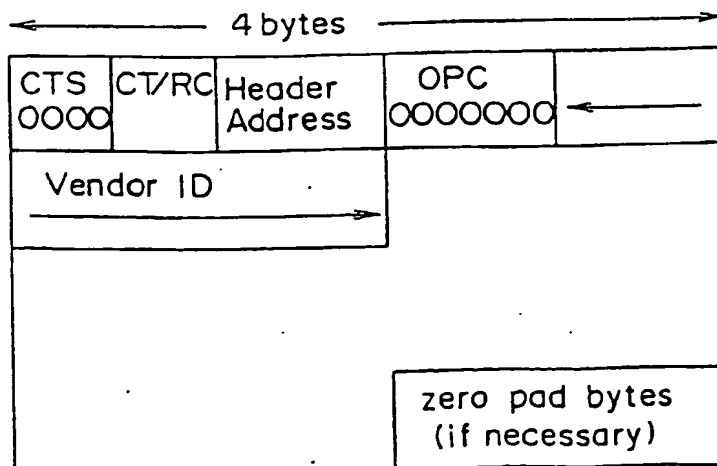 4 bytes
CTS
0000
CT/RC
Header
Address
OPC
0000000
Vendor ID
zero pad bytes
(if necessary)